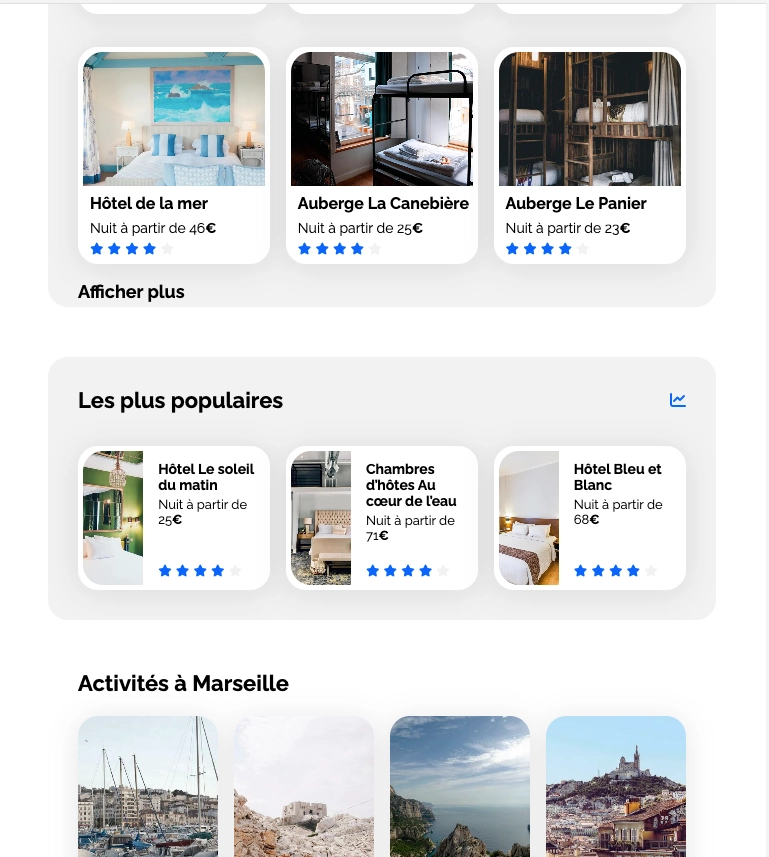 Hôtel de la mer
Nuit à partir de 46€
Auberge La Canebière
Nuit à partir de 25€
Auberge Le Panier
Nuit à partir de 23€
Afficher plus
Les plus populaires
Hôtel Le soleil
du matin
Nuit à partir de
25€
Chambres
d'hôtes Au
cœur de l'eau
Nuit à partir de
71€
Hôtel Bleu et
Blanc
Nuit à partir de
68€
Activités à Marseille